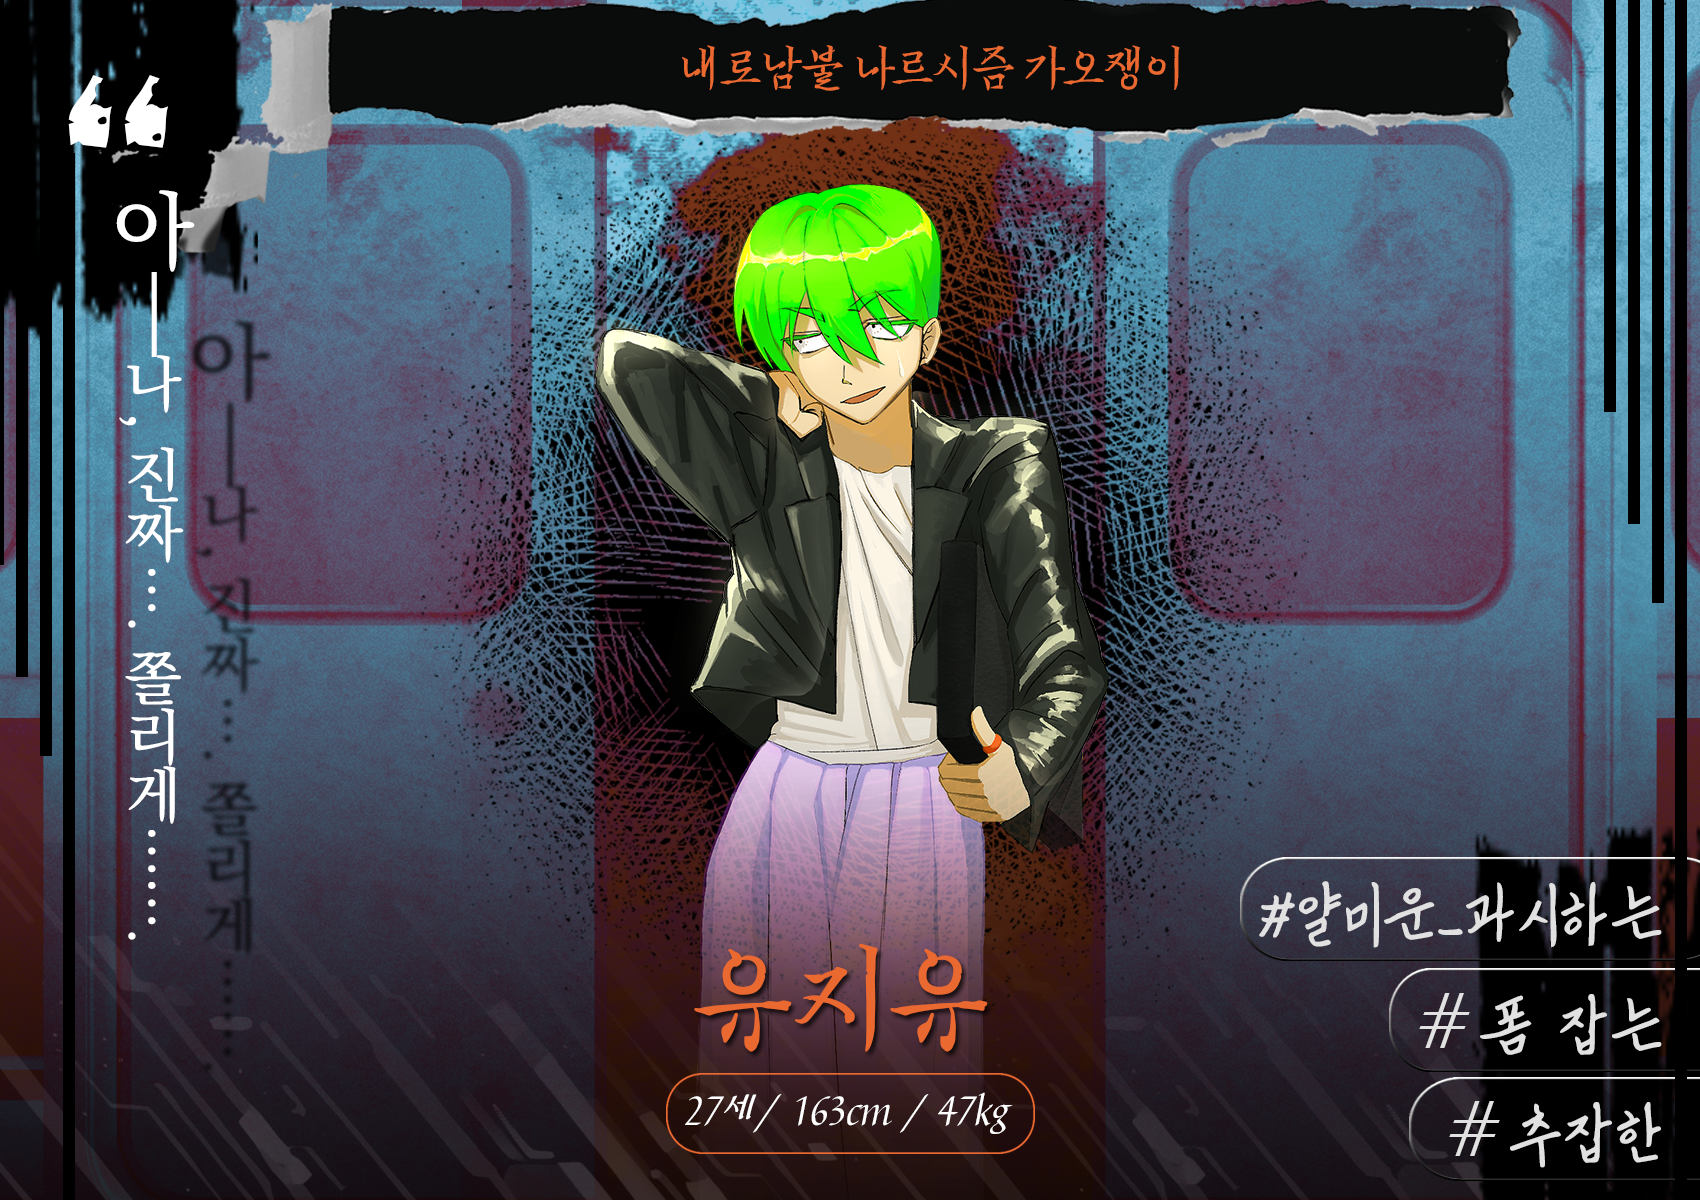 내로남불 나르시즘 가오쟁이
“
아—나, 진짜···. 쫄리게······.
유지유
27세/ 163cm / 47kg
#얄미운_과시하는
# 폼 잡는
# 추잡한